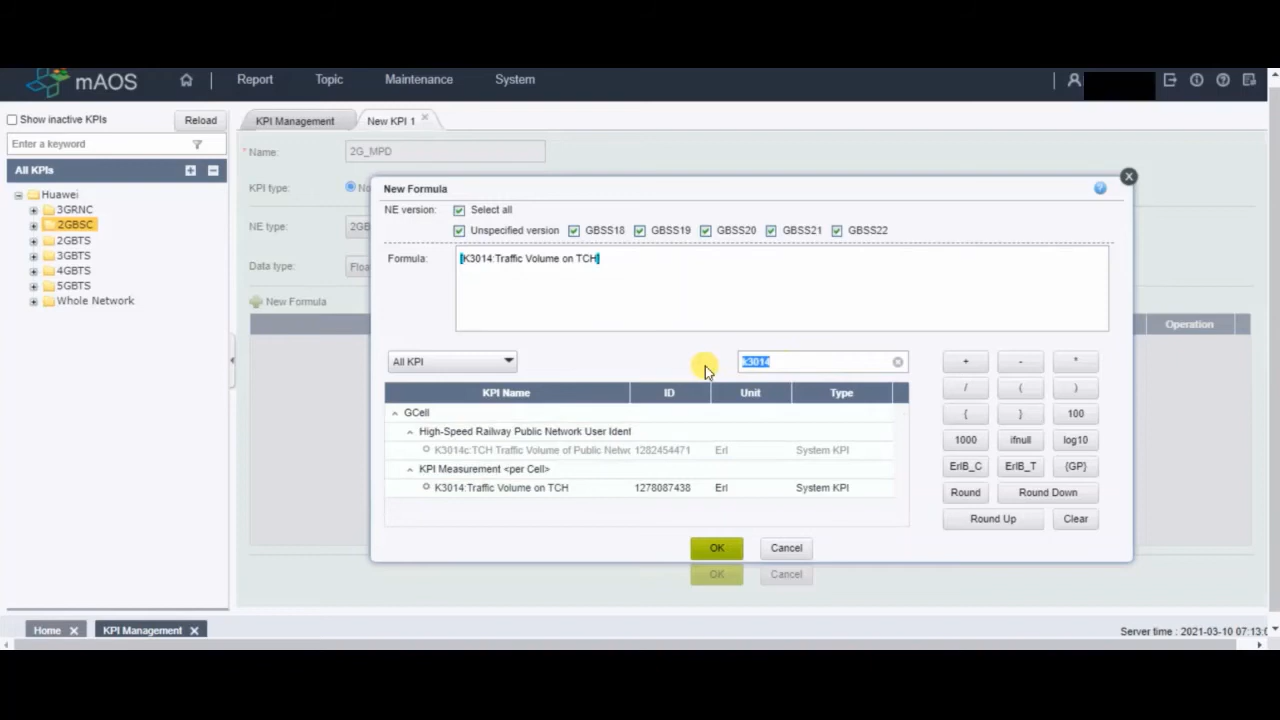 mAOS
Report Topic Maintenance System
Show inactive KPIs Reload
Enter a keyword
All KPIs
Huawei
3GRNC
2GBSC
2GBTS
3GBTS
4GBTS
5GBTS
Whole Network
KPI Management New KPI 1
* Name: 2G_MPD
KPI type:
NE type: 2GB
Data type: Floa
New Formula
Operation
New Formula
NE version: Select all
Unspecified version GBSS18 GBSS19 GBSS20 GBSS21 GBSS22
Formula: [K3014:Traffic Volume on TCH]
All KPI k3014
KPI Name ID Unit Type
GCell
High-Speed Railway Public Network User Ident
K3014c:TCH Traffic Volume of Public Netwo 1282454471 Erl System KPI
KPI Measurement <per Cell>
K3014:Traffic Volume on TCH 1278087438 Erl System KPI
+ - *
/ ( )
{ } 100
1000 ifnull log10
ErlB_C ErlB_T {GP}
Round Round Down
Round Up Clear
OK Cancel
OK Cancel
Home KPI Management
Server time : 2021-03-10 07:13:0